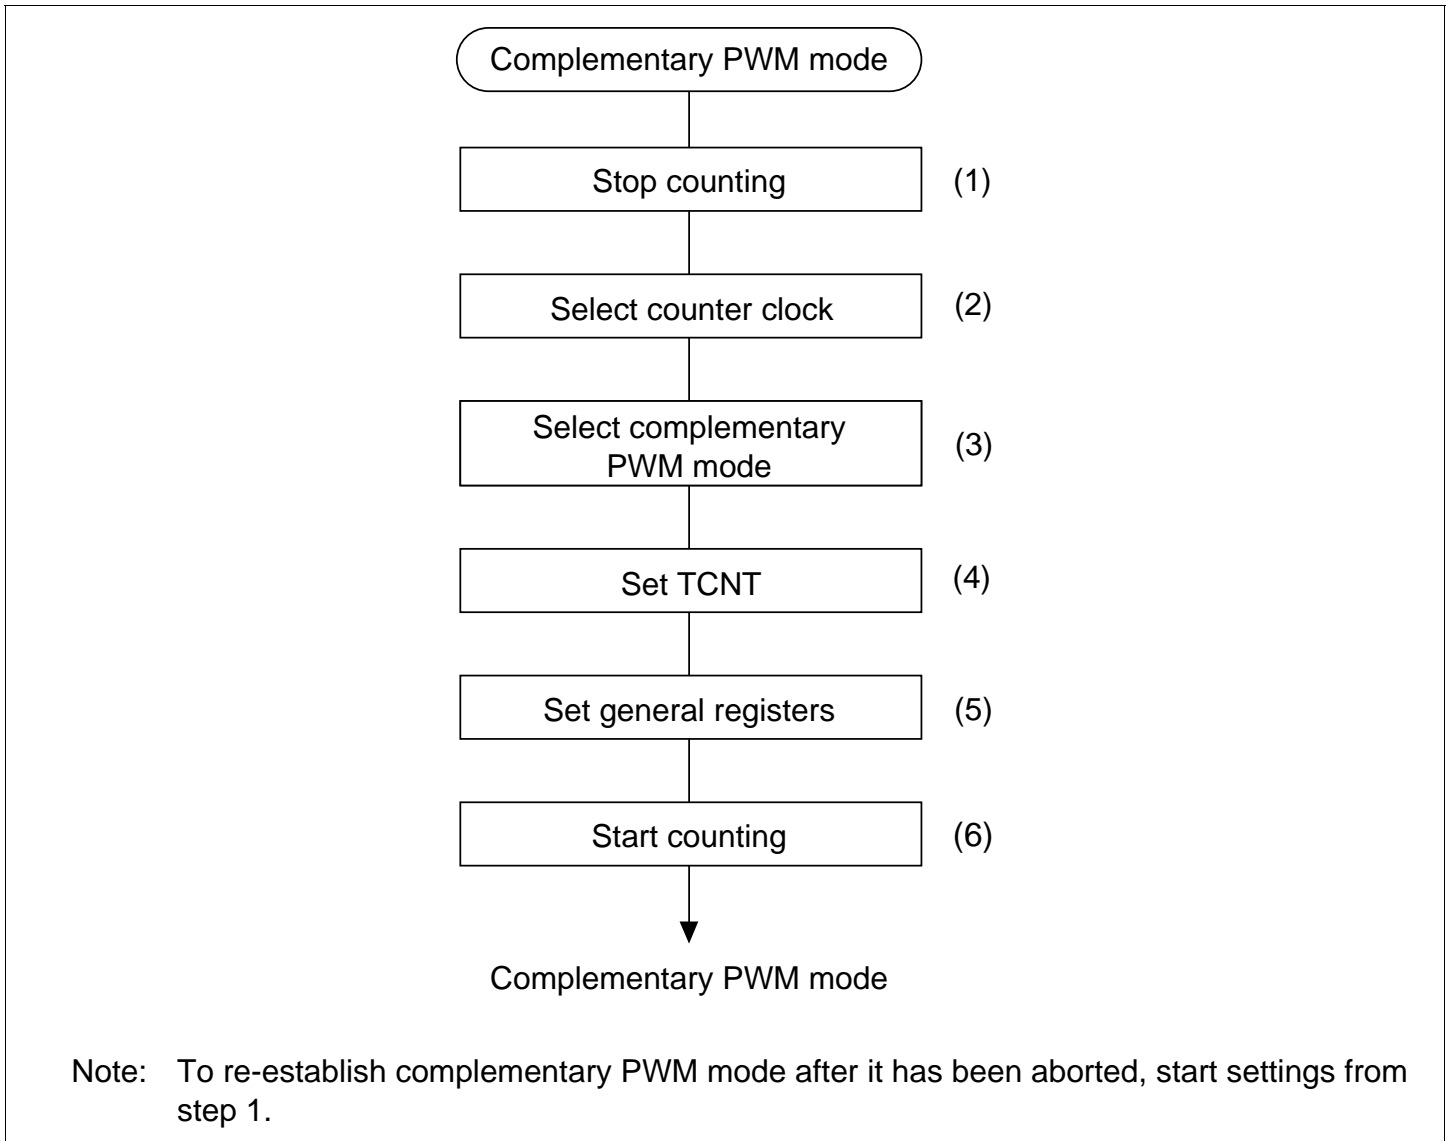 Complementary PWM mode
Stop counting (1)
Select counter clock (2)
Select complementary
PWM mode (3)
Set TCNT (4)
Set general registers (5)
Start counting (6)
Complementary PWM mode
Note: To re-establish complementary PWM mode after it has been aborted, start settings from
step 1.